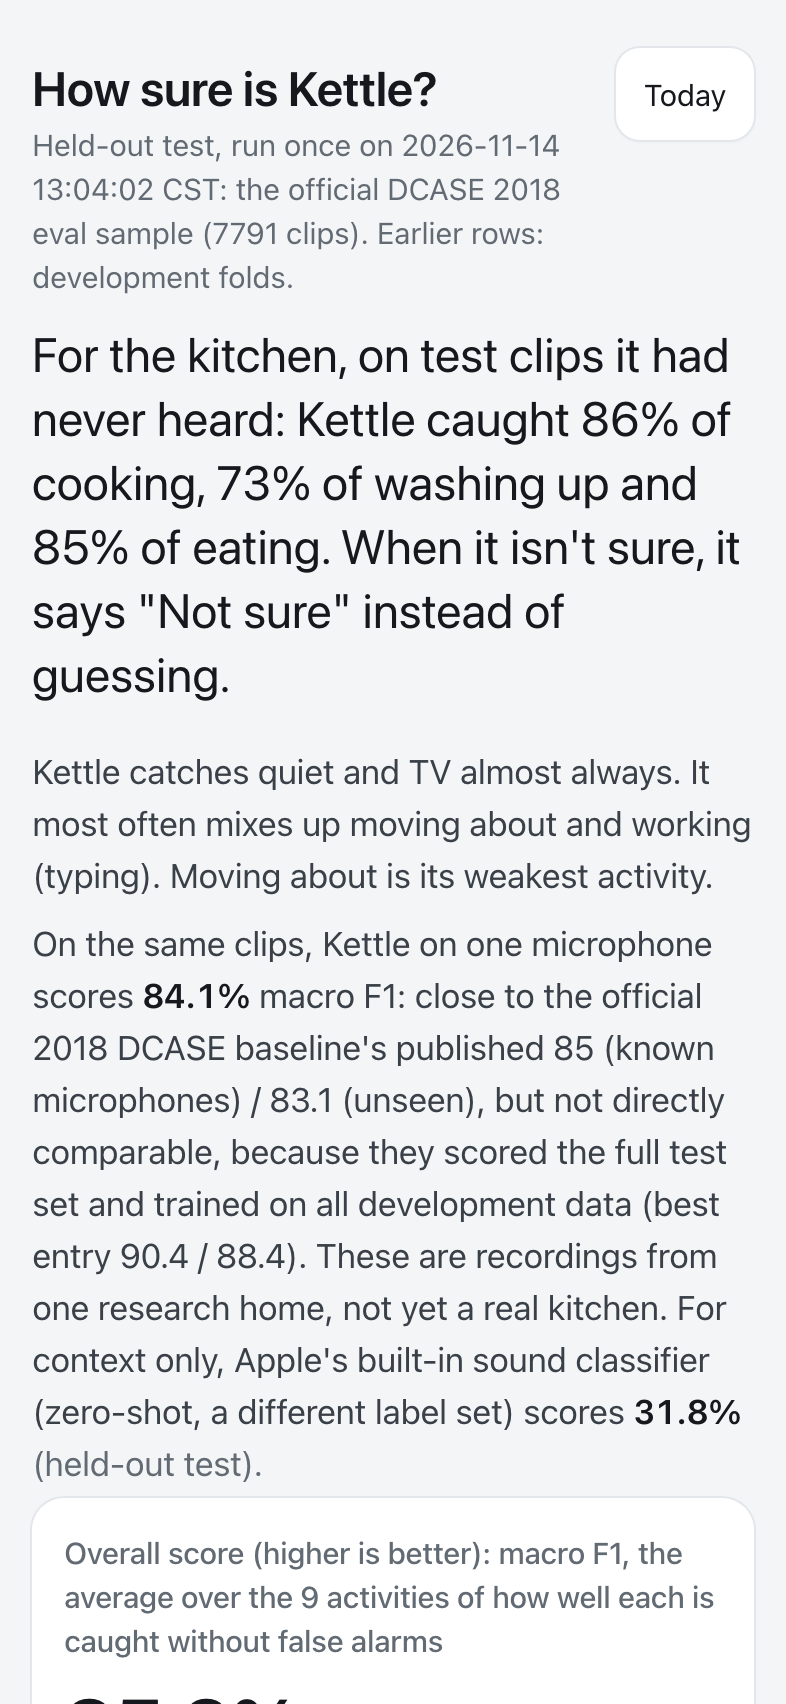 How sure is Kettle?
Today
Held-out test, run once on 2026-11-14
13:04:02 CST: the official DCASE 2018
eval sample (7791 clips). Earlier rows:
development folds.
For the kitchen, on test clips it had
never heard: Kettle caught 86% of
cooking, 73% of washing up and
85% of eating. When it isn't sure, it
says "Not sure" instead of
guessing.
Kettle catches quiet and TV almost always. It
most often mixes up moving about and working
(typing). Moving about is its weakest activity.
On the same clips, Kettle on one microphone
scores 84.1% macro F1: close to the official
2018 DCASE baseline's published 85 (known
microphones) / 83.1 (unseen), but not directly
comparable, because they scored the full test
set and trained on all development data (best
entry 90.4 / 88.4). These are recordings from
one research home, not yet a real kitchen. For
context only, Apple's built-in sound classifier
(zero-shot, a different label set) scores 31.8%
(held-out test).
Overall score (higher is better): macro F1, the
average over the 9 activities of how well each is
caught without false alarms